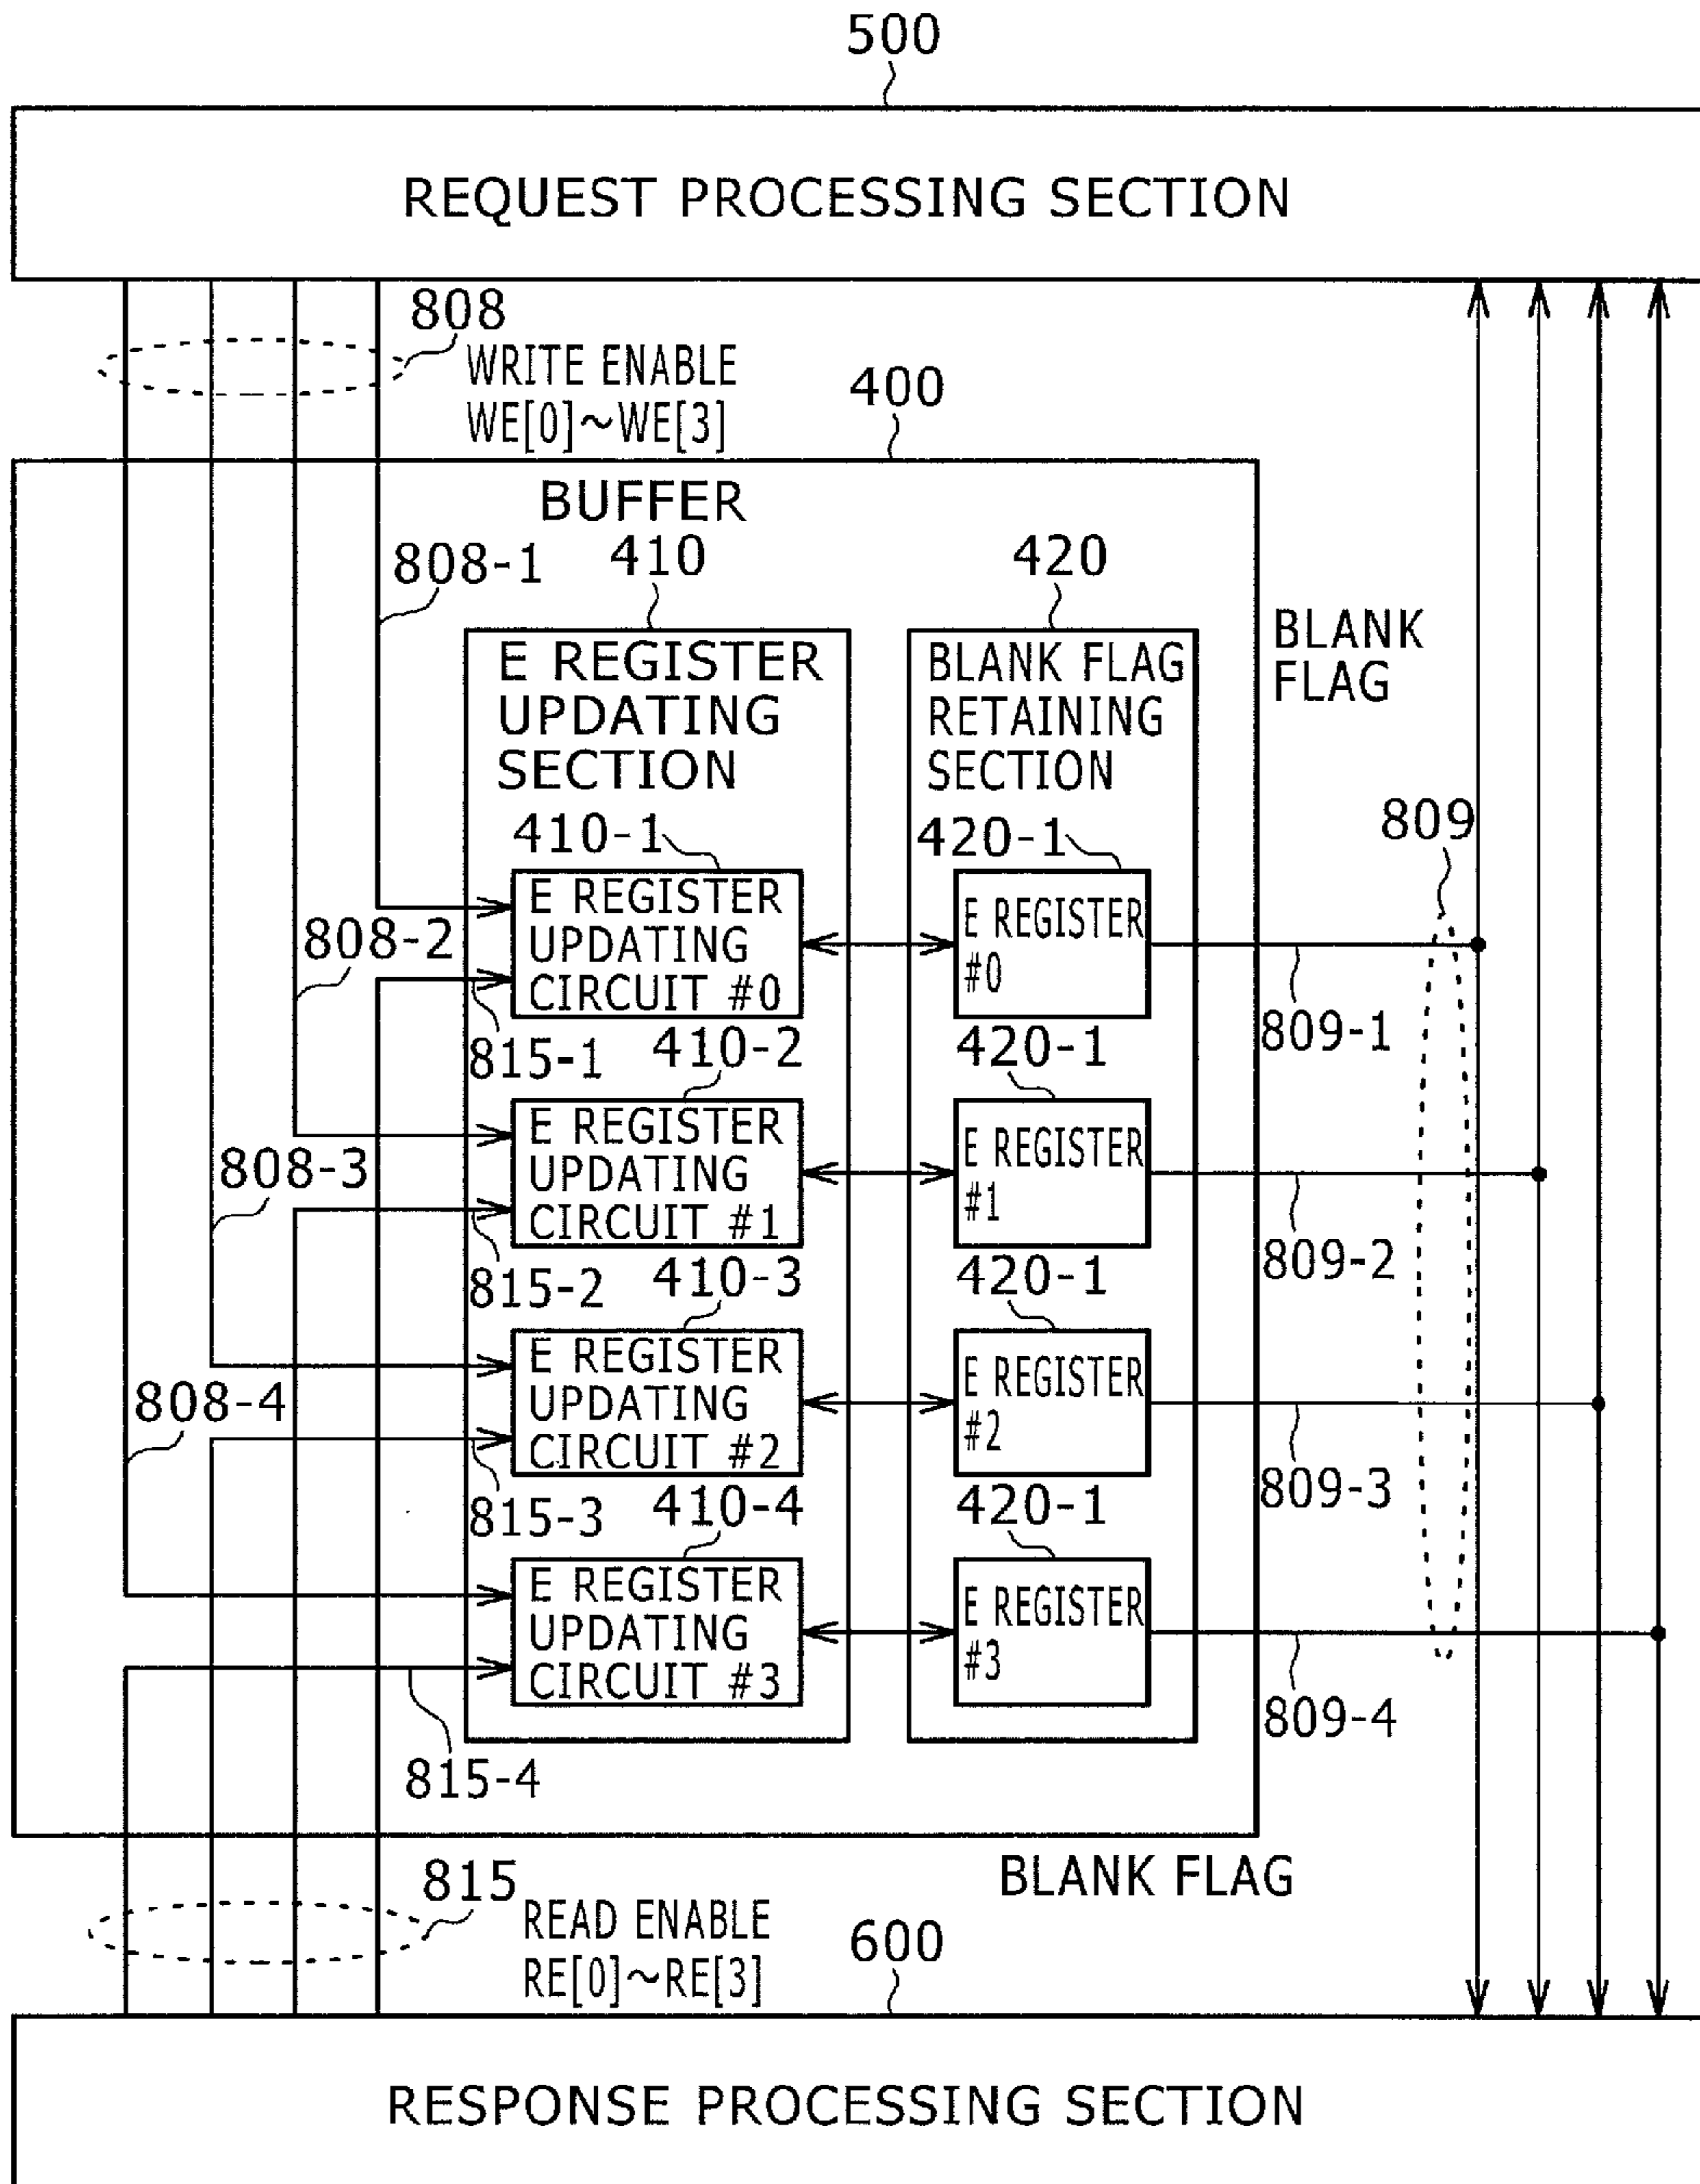 500
REQUEST PROCESSING SECTION
808
WRITE ENABLE
WE[0]~WE[3]
400
BUFFER
808-1
410
420
E REGISTER
UPDATING
SECTION
BLANK FLAG
RETAINING
SECTION
BLANK
FLAG
410-1
420-1
809
E REGISTER
UPDATING
CIRCUIT #0
E REGISTER
#0
808-2
815-1
809-1
410-2
420-1
E REGISTER
UPDATING
CIRCUIT #1
E REGISTER
#1
808-3
815-2
809-2
410-3
420-1
E REGISTER
UPDATING
CIRCUIT #2
E REGISTER
#2
808-4
815-3
809-3
410-4
420-1
E REGISTER
UPDATING
CIRCUIT #3
E REGISTER
#3
809-4
815-4
BLANK FLAG
815
READ ENABLE
RE[0]~RE[3]
600
RESPONSE PROCESSING SECTION